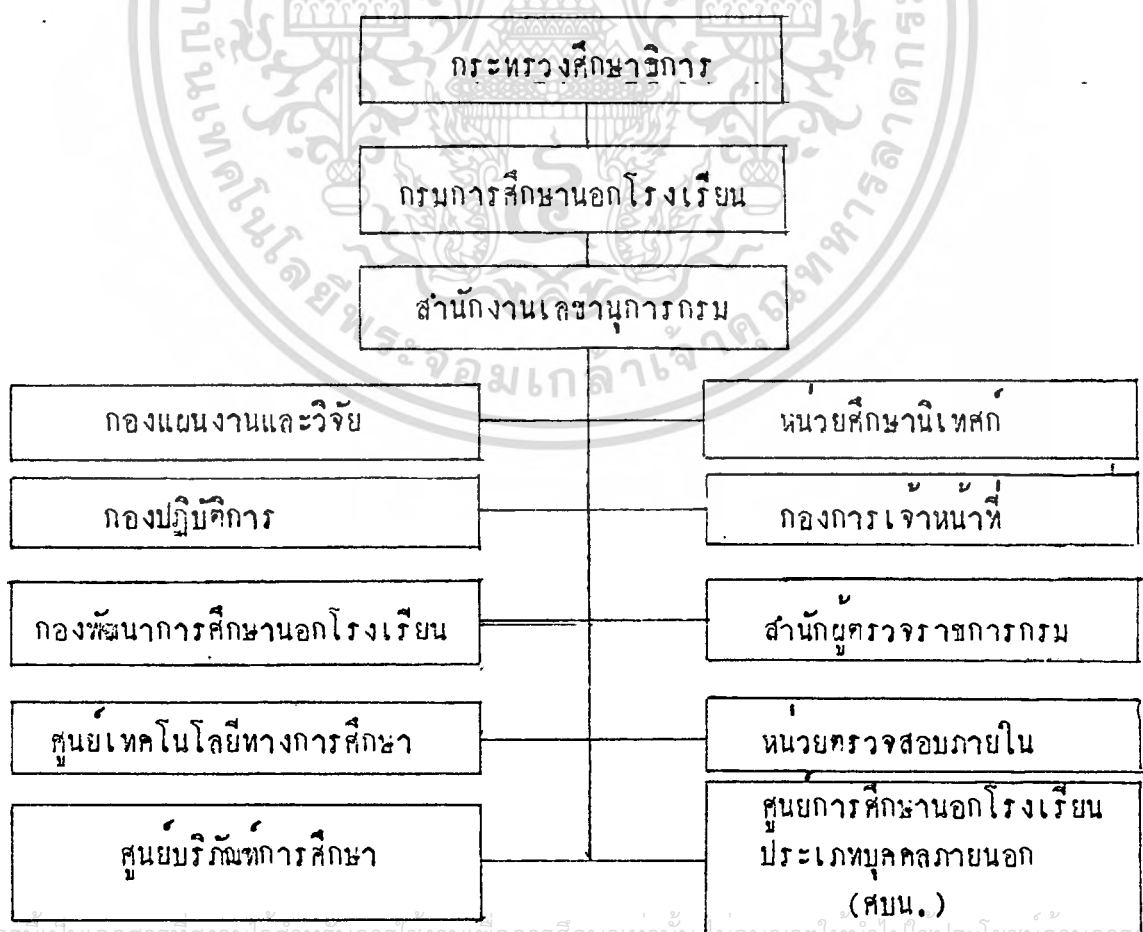 กระทรวงศึกษาธิการ
กรมการศึกษานอกโรงเรียน
สำนักงานเลขานุการกรม
กองแผนงานและวิจัย
หน่วยศึกษานิเทศก์
กองปฏิบัติการ
กองการเจ้าหน้าที่
กองพัฒนาการศึกษานอกโรงเรียน
สำนักผู้ตรวจราชการกรม
ศูนย์เทคโนโลยีทางการศึกษา
หน่วยตรวจสอบภายใน
ศูนย์บริภัณฑ์การศึกษา
ศูนย์การศึกษานอกโรงเรียน
ประเภทบุคคลภายนอก
(ศบน.)